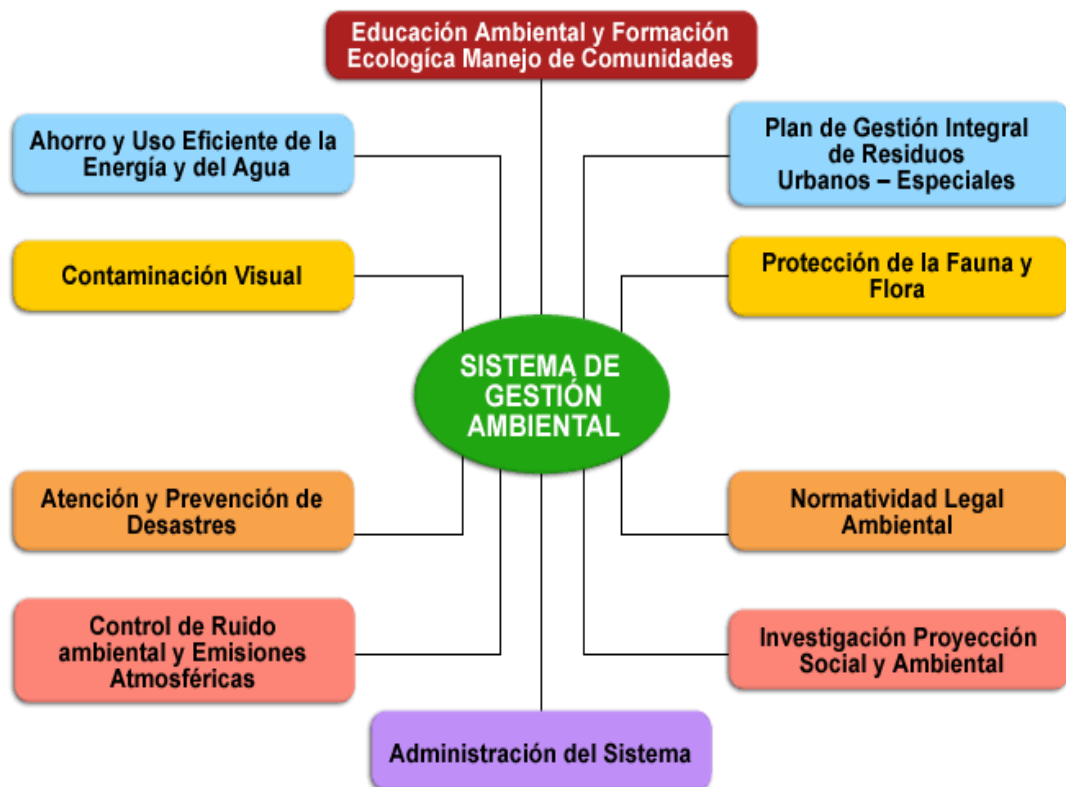 Educación Ambiental y Formación
Ecologíca Manejo de Comunidades
Ahorro y Uso Eficiente de la
Energía y del Agua
Plan de Gestión Integral
de Residuos
Urbanos – Especiales
Contaminación Visual
Protección de la Fauna y
Flora
SISTEMA DE
GESTIÓN
AMBIENTAL
Atención y Prevención de
Desastres
Normatividad Legal
Ambiental
Control de Ruido
ambiental y Emisiones
Atmosféricas
Investigación Proyección
Social y Ambiental
Administración del Sistema